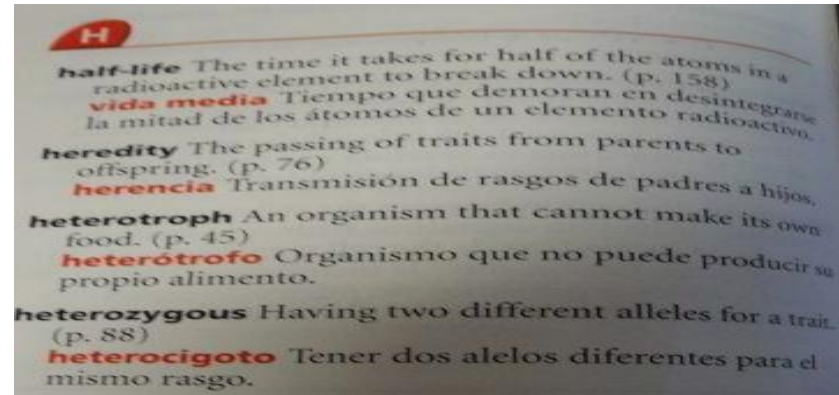 H
half-life The time it takes for half of the atoms in a
radioactive element to break down. (p. 158)
vida media Tiempo que demoran en desintegrarse
la mitad de los átomos de un elemento radioactivo.
heredity The passing of traits from parents to
offspring. (p. 76)
herencia Transmisión de rasgos de padres a hijos.
heterotroph An organism that cannot make its own
food. (p. 45)
heterótrofo Organismo que no puede producir su
propio alimento.
heterozygous Having two different alleles for a trait.
(p. 88)
heterocigoto Tener dos alelos diferentes para el
mismo rasgo.